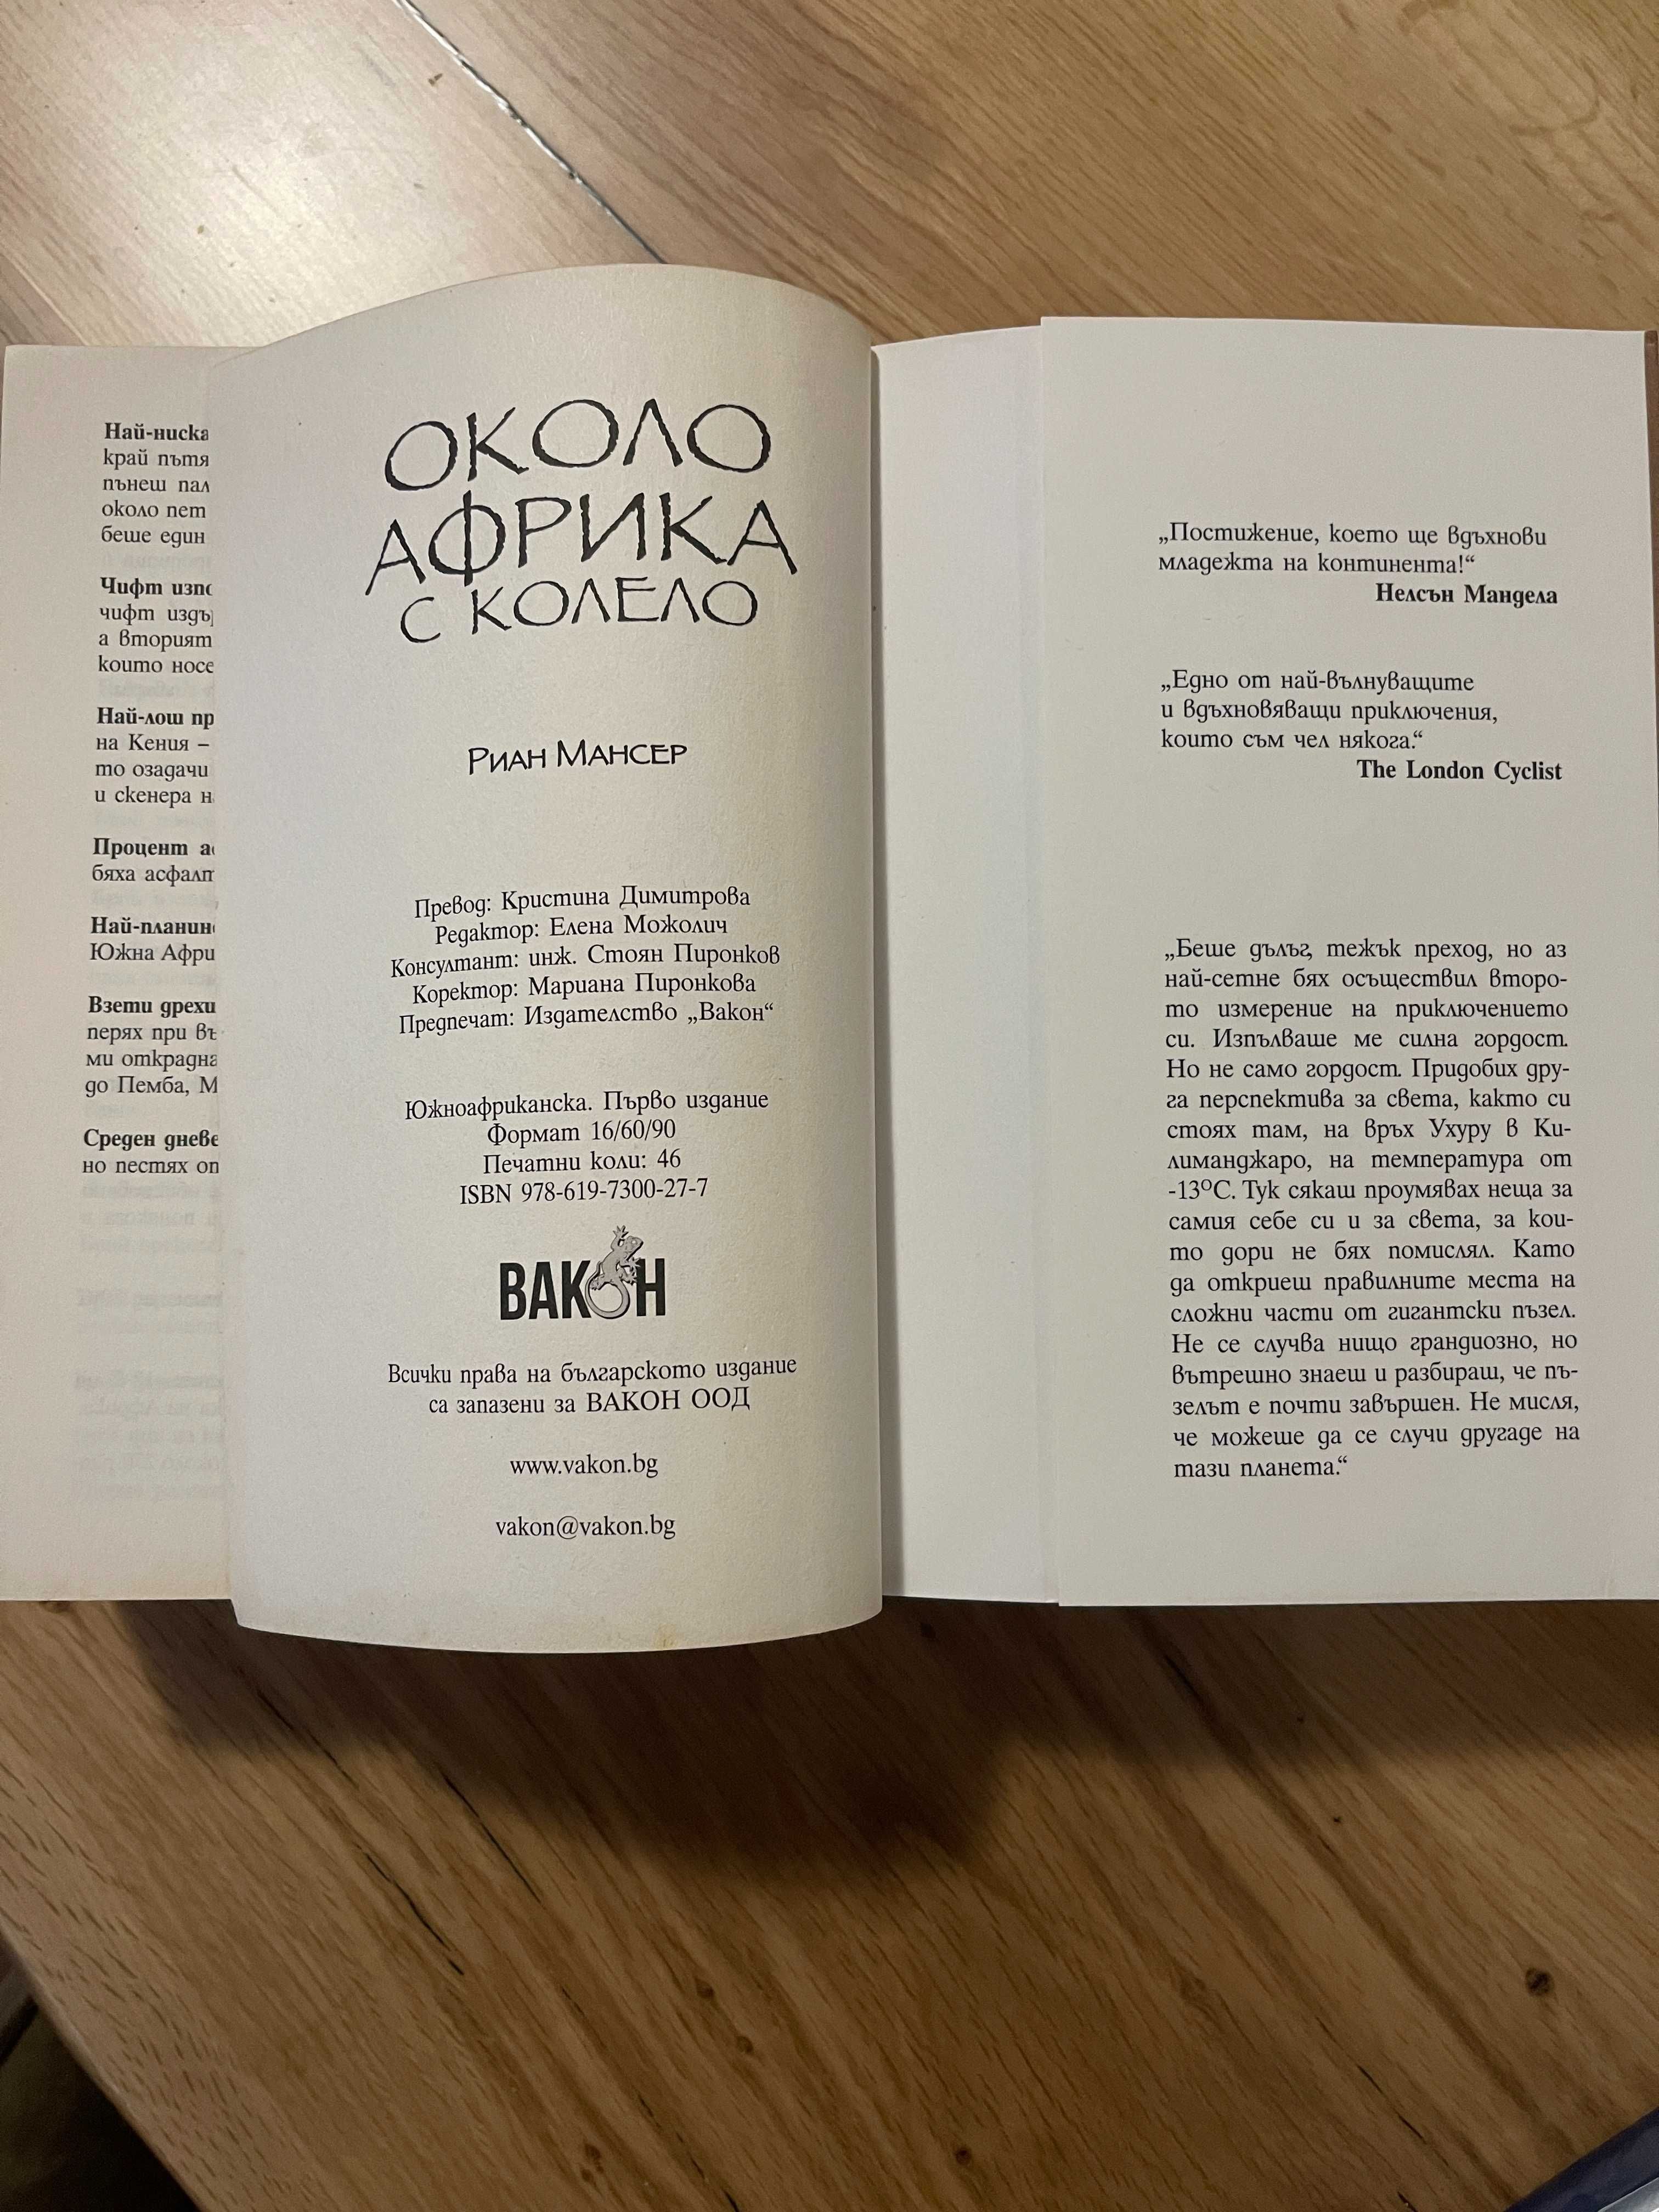 Най-ниска
край пътя
пънеш пал
около пет
беше един
Чифт изпо
чифт издъ
а вторият
които носе
Най-лош пр
на Кения –
то озадачи
и скенера н
Процент
бяха асфалт
Най-планин
Южна Афри
Взети дрехи
перях при въ
ми открадна
до Пемба, М
Среден дневе
но пестях от
ОКОЛО
АФРИКА
С КОЛЕЛО
РИАН МАНСЕР
Превод: Кристина Димитрова
Редактор: Елена Можолич
Консултант: инж. Стоян Пиронков
Коректор: Мариана Пиронкова
Предпечат: Издателство „Вакон“
Южноафриканска. Първо издание
Формат 16/60/90
Печатни коли: 46
ISBN 978-619-7300-27-7
ВАКОН
Всички права на българското издание
са запазени за ВАКОН ООД
www.vakon.bg
vakon@vakon.bg
„Постижение, което ще вдъхнови
младежта на континента!“
Нелсън Мандела
„Едно от най-вълнуващите
и вдъхновяващи приключения,
които съм чел някога.“
The London Cyclist
„Беше дълъг, тежък преход, но аз
най-сетне бях осъществил второ-
то измерение на приключението
си. Изпълваше ме силна гордост.
Но не само гордост. Придобих дру-
га перспектива за света, както си
стоях там, на връх Ухуру в Ки-
лиманджаро, на температура от
-13ºС. Тук сякаш проумявах неща за
самия себе си и за света, за кои-
то дори не бях помислял. Като
да откриеш правилните места на
сложни части от гигантски пъзел.
Не се случва нищо грандиозно, но
вътрешно знаеш и разбираш, че пъ-
зелът е почти завършен. Не мисля,
че можеше да се случи другаде на
тази планета.“